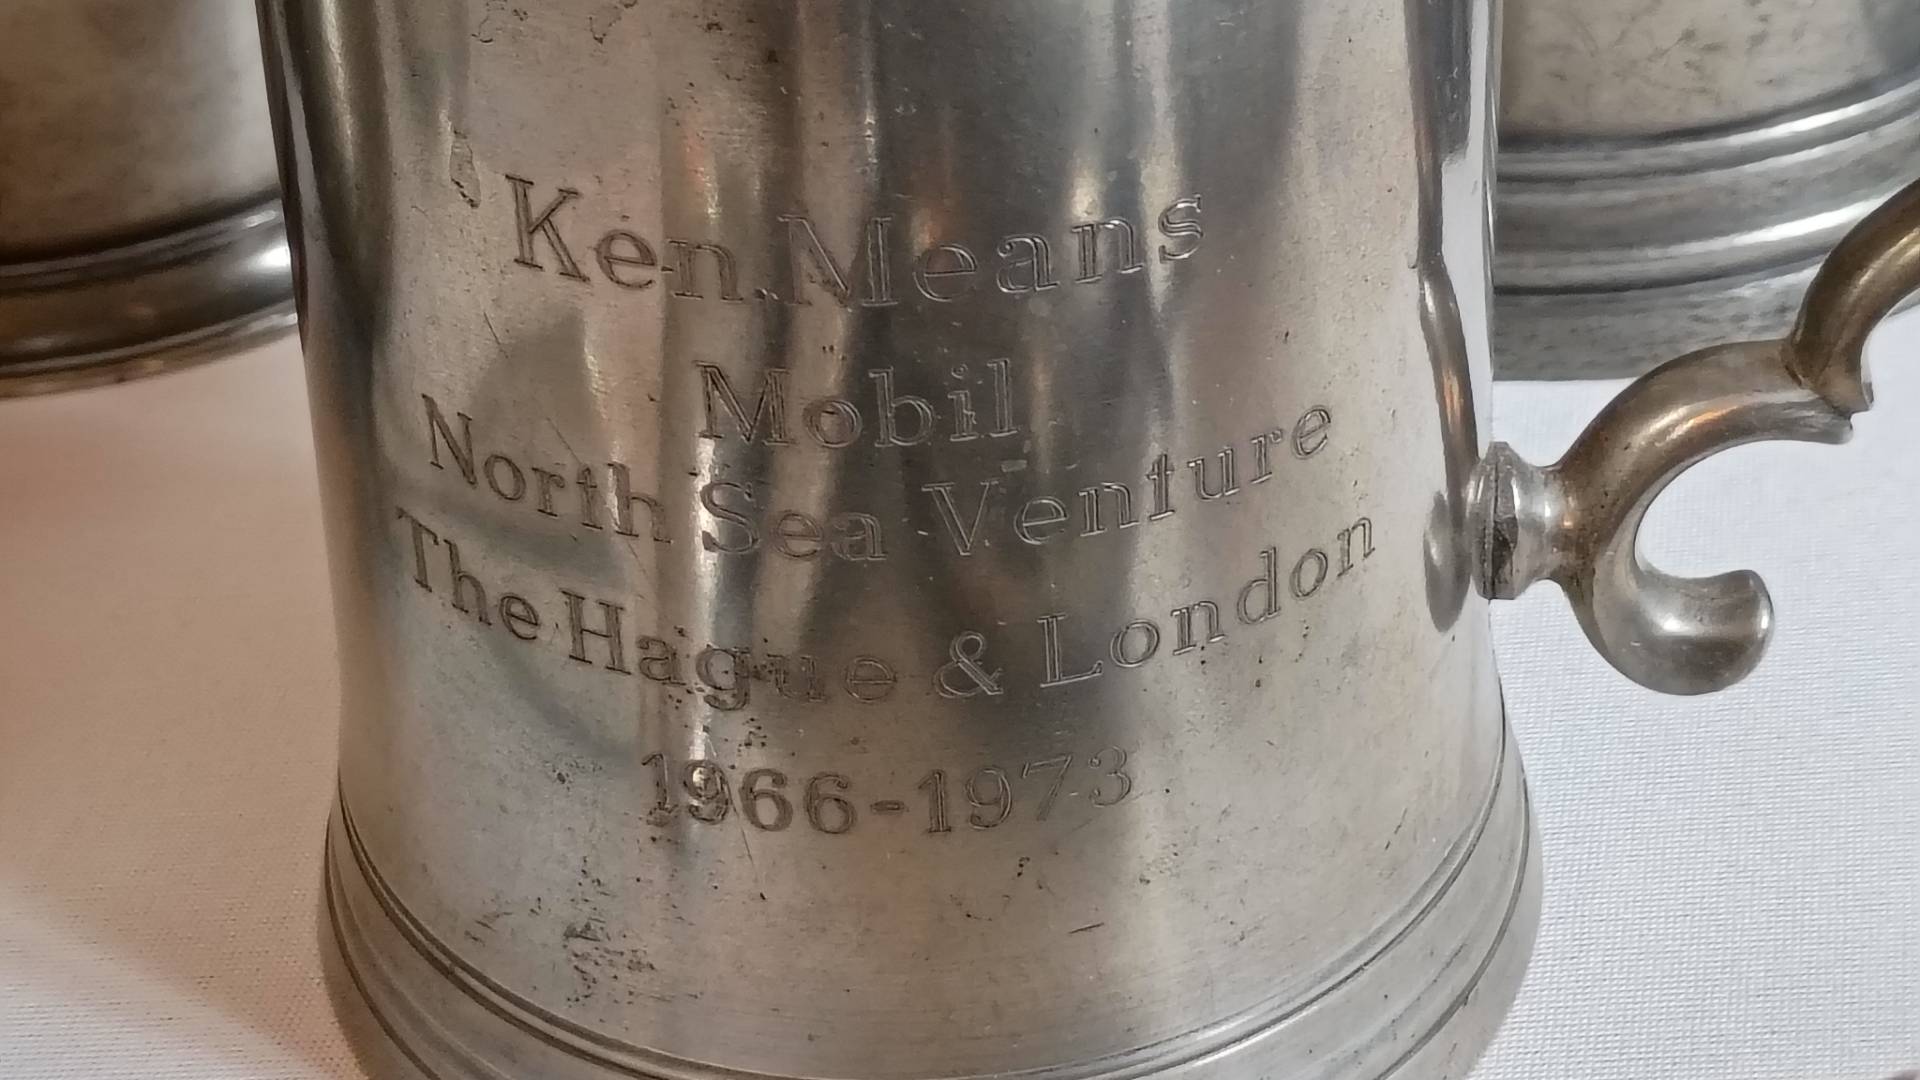 Ken Means
Mobil
North Sea Venture
The Hague & London
1966-1973